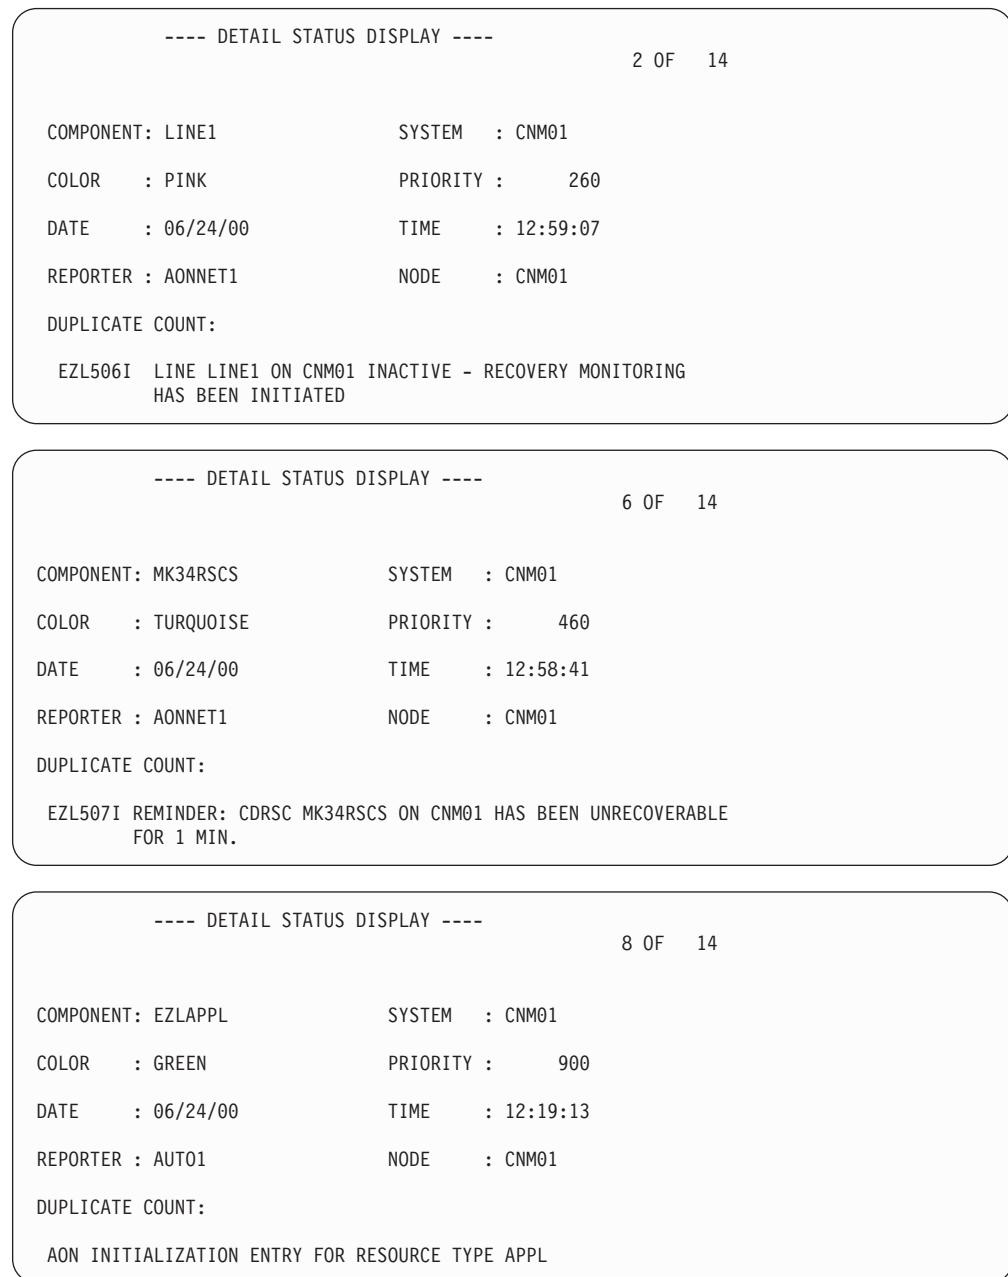 ---- DETAIL STATUS DISPLAY ----
2 OF 14
COMPONENT: LINE1 SYSTEM : CNM01
COLOR : PINK PRIORITY : 260
DATE : 06/24/00 TIME : 12:59:07
REPORTER : AONNET1 NODE : CNM01
DUPLICATE COUNT:
EZL506I LINE LINE1 ON CNM01 INACTIVE - RECOVERY MONITORING
HAS BEEN INITIATED
---- DETAIL STATUS DISPLAY ----
6 OF 14
COMPONENT: MK34RSCS SYSTEM : CNM01
COLOR : TURQUOISE PRIORITY : 460
DATE : 06/24/00 TIME : 12:58:41
REPORTER : AONNET1 NODE : CNM01
DUPLICATE COUNT:
EZL507I REMINDER: CDRSC MK34RSCS ON CNM01 HAS BEEN UNRECOVERABLE
FOR 1 MIN.
---- DETAIL STATUS DISPLAY ----
8 OF 14
COMPONENT: EZLAPPL SYSTEM : CNM01
COLOR : GREEN PRIORITY : 900
DATE : 06/24/00 TIME : 12:19:13
REPORTER : AUTO1 NODE : CNM01
DUPLICATE COUNT:
AON INITIALIZATION ENTRY FOR RESOURCE TYPE APPL